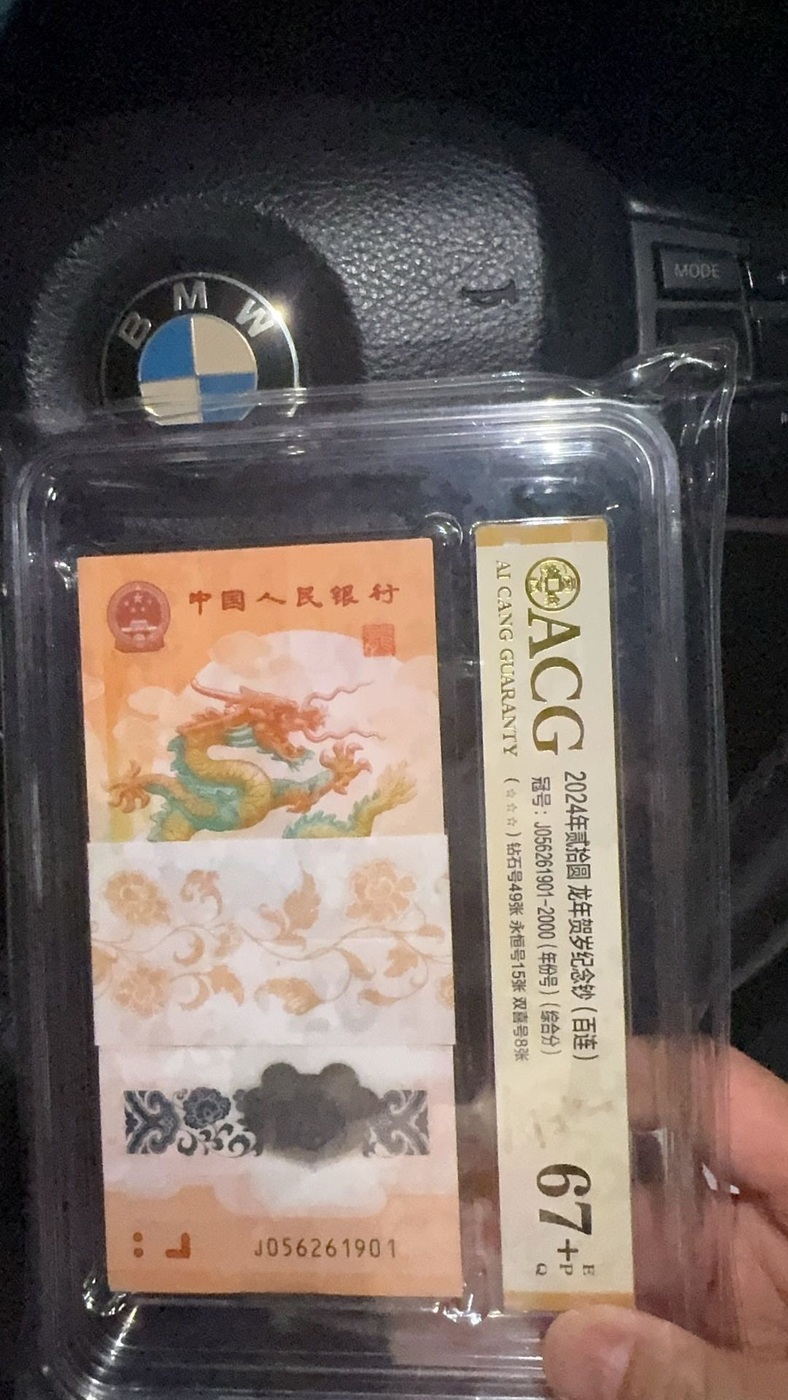 BMW
MODE
+
中国人民银行
J056261901
ACG
AI CANG GUARANTY
2024年贰拾圆 龙年贺岁纪念钞（百连）
冠号：J056261901-2000（年份号）（综合分）
（☆☆☆）钻石号49张 永恒号15张 双喜号8张
67+
E
P
Q